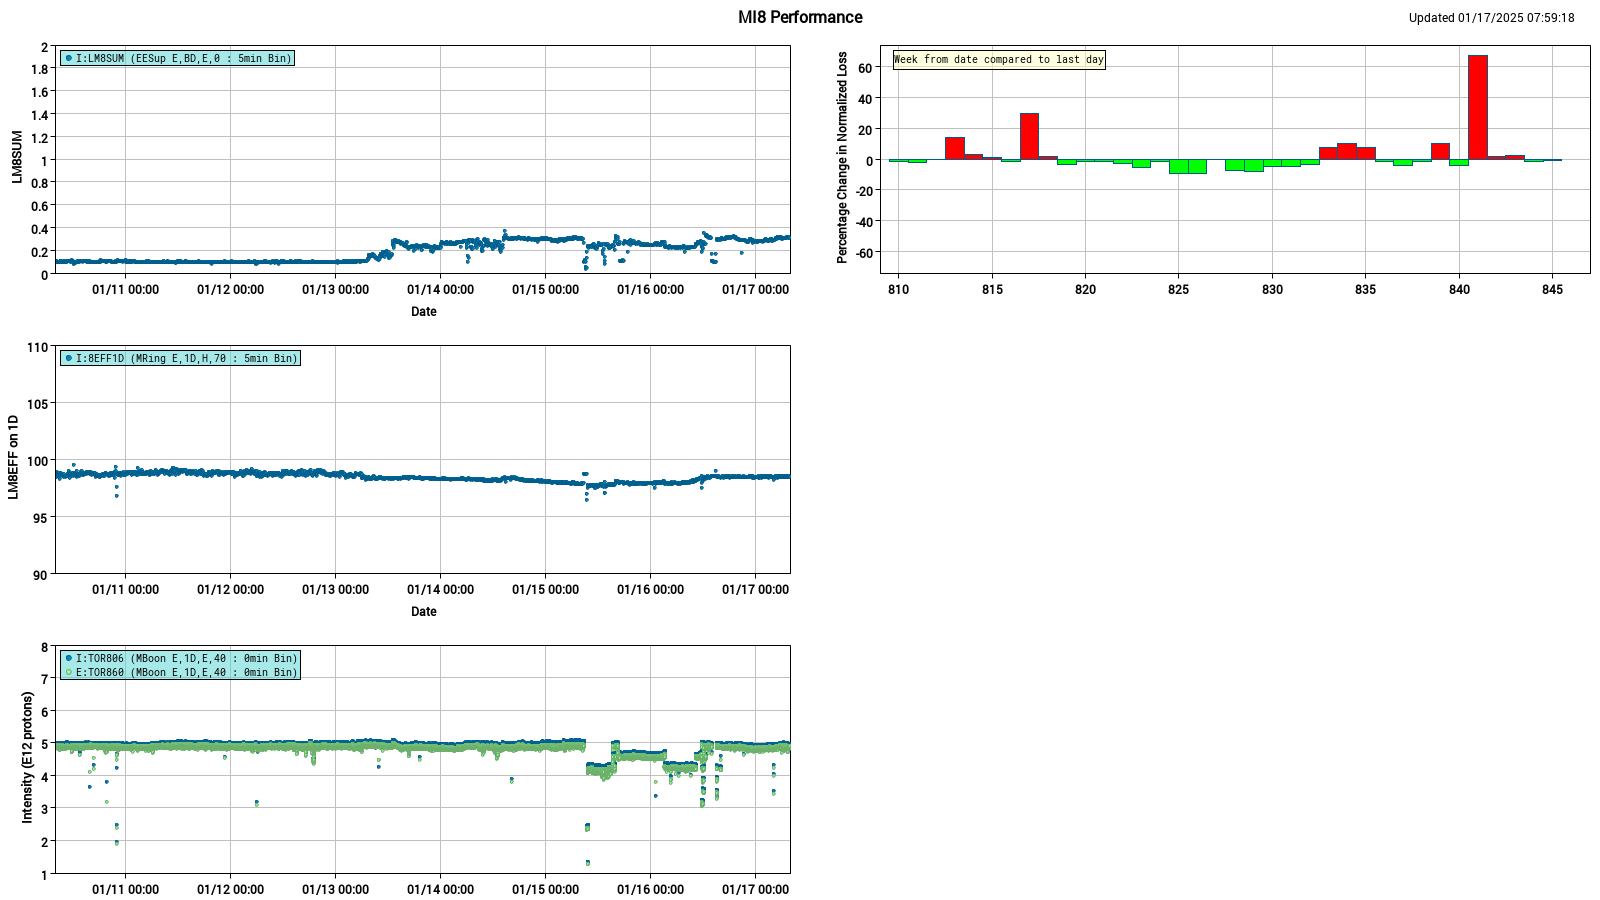 MI8 Performance
Updated 01/17/2025 07:59:18
I:LM8SUM (EESup E,BD,E,0 : 5min Bin)
LM8SUM
2
1.8
1.6
1.4
1.2
1
0.8
0.6
0.4
0.2
0
01/11 00:00 01/12 00:00 01/13 00:00 01/14 00:00 01/15 00:00 01/16 00:00 01/17 00:00
Date
Week from date compared to last day
Percentage Change in Normalized Loss
60
40
20
0
-20
-40
-60
810 815 820 825 830 835 840 845
I:8EFF1D (MRing E,1D,H,70 : 5min Bin)
LM8EFF on 1D
110
105
100
95
90
01/11 00:00 01/12 00:00 01/13 00:00 01/14 00:00 01/15 00:00 01/16 00:00 01/17 00:00
Date
I:TOR806 (MBoon E,1D,E,40 : 0min Bin)
E:TOR860 (MBoon E,1D,E,40 : 0min Bin)
Intensity (E12 protons)
8
7
6
5
4
3
2
1
01/11 00:00 01/12 00:00 01/13 00:00 01/14 00:00 01/15 00:00 01/16 00:00 01/17 00:00